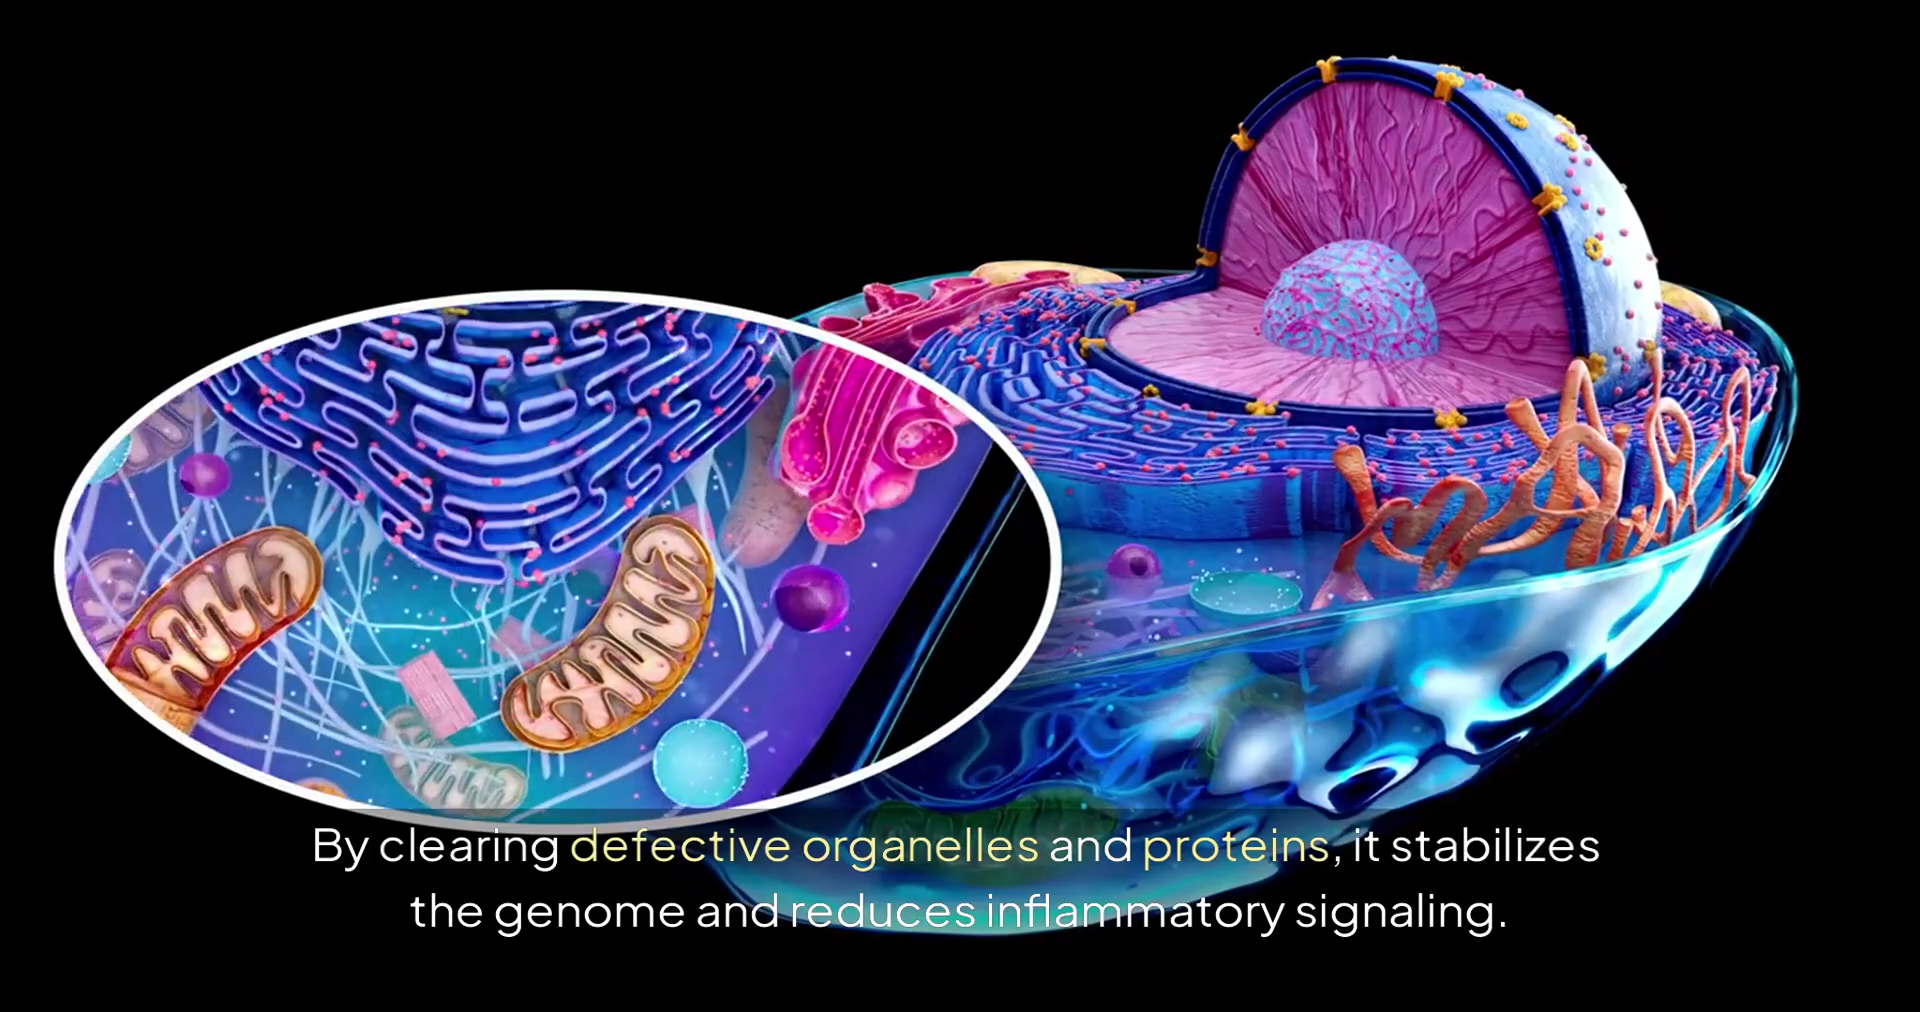 By clearing defective organelles and proteins, it stabilizes
the genome and reduces inflammatory signaling.